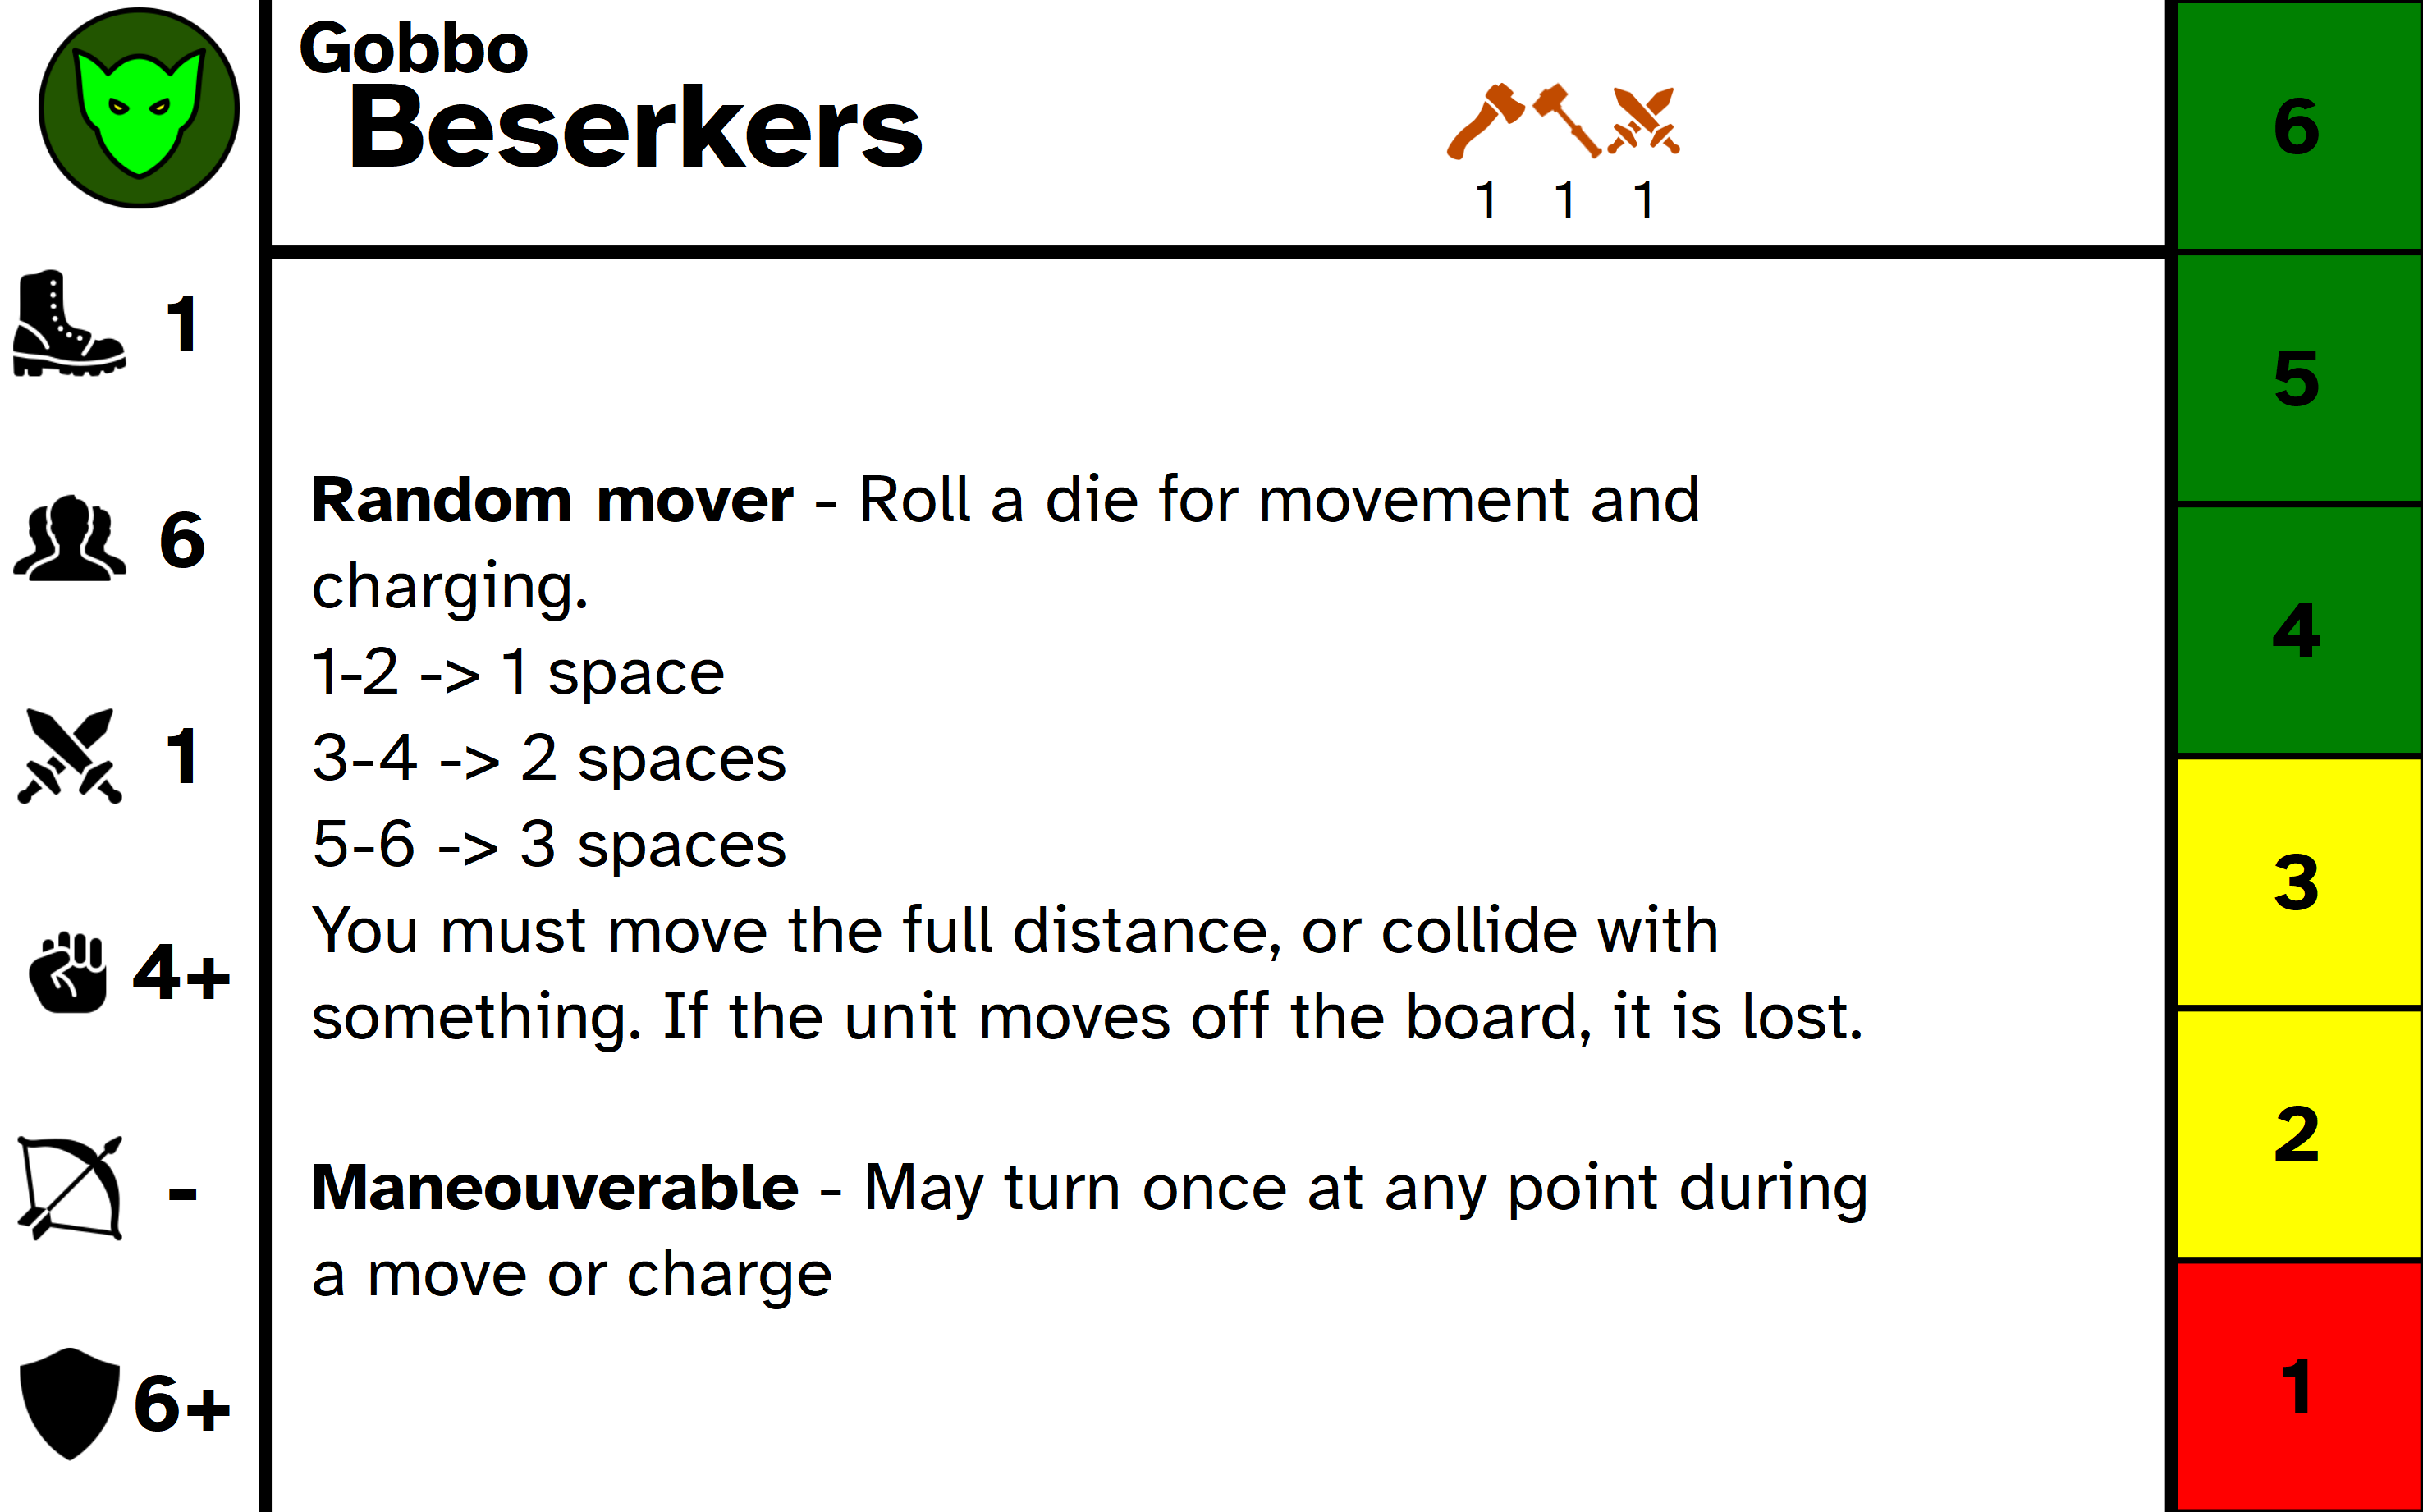 Gobbo
Beserkers
1 1 1
1
6
1
4+
-
6+
Random mover - Roll a die for movement and
charging.
1-2 -> 1 space
3-4 -> 2 spaces
5-6 -> 3 spaces
You must move the full distance, or collide with
something. If the unit moves off the board, it is lost.
Maneouverable - May turn once at any point during
a move or charge
6
5
4
3
2
1